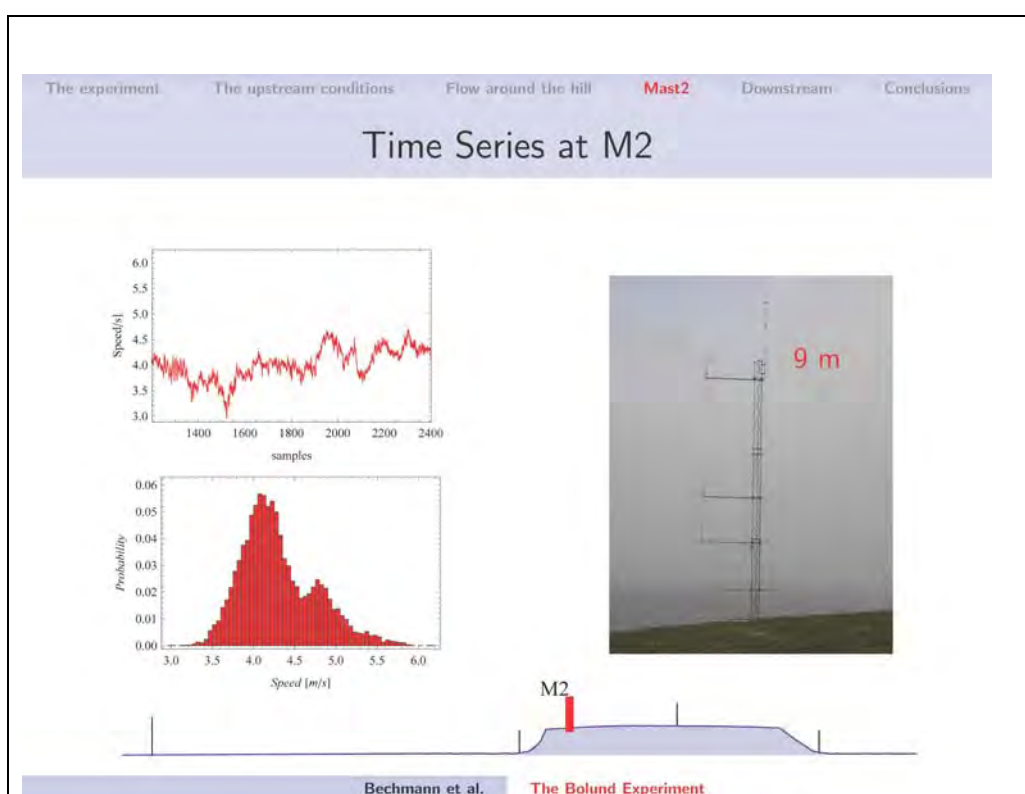 The experiment The upstream conditions Flow around the hill Mast2 Downstream Conclusions
Time Series at M2
6.0
5.5
5.0
4.5
4.0
3.5
3.0
Speed/s]
1400 1600 1800 2000 2200 2400
samples
0.06
0.05
0.04
0.03
0.02
0.01
0.00
Probability
3.0 3.5 4.0 4.5 5.0 5.5 6.0
Speed [m/s]
9 m
M2
Bechmann et al. The Bolund Experiment